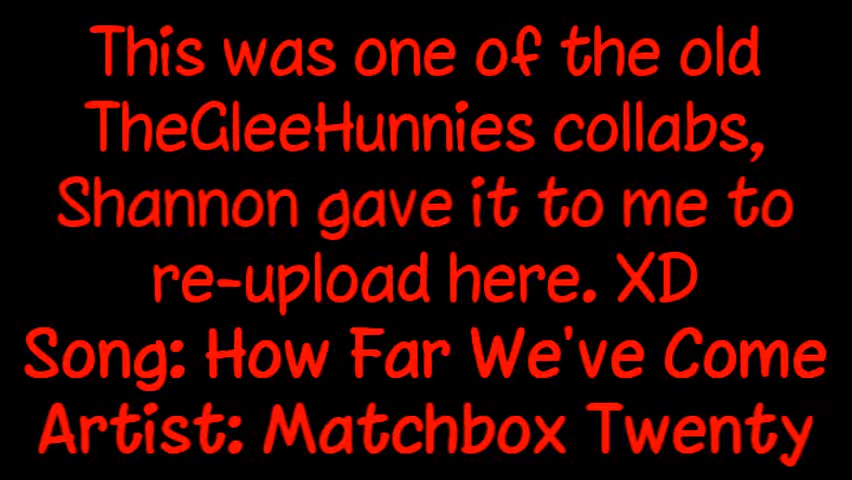 This was one of the old
TheGleeHunnies collabs,
Shannon gave it to me to
re-upload here. XD
Song: How Far We've Come
Artist: Matchbox Twenty